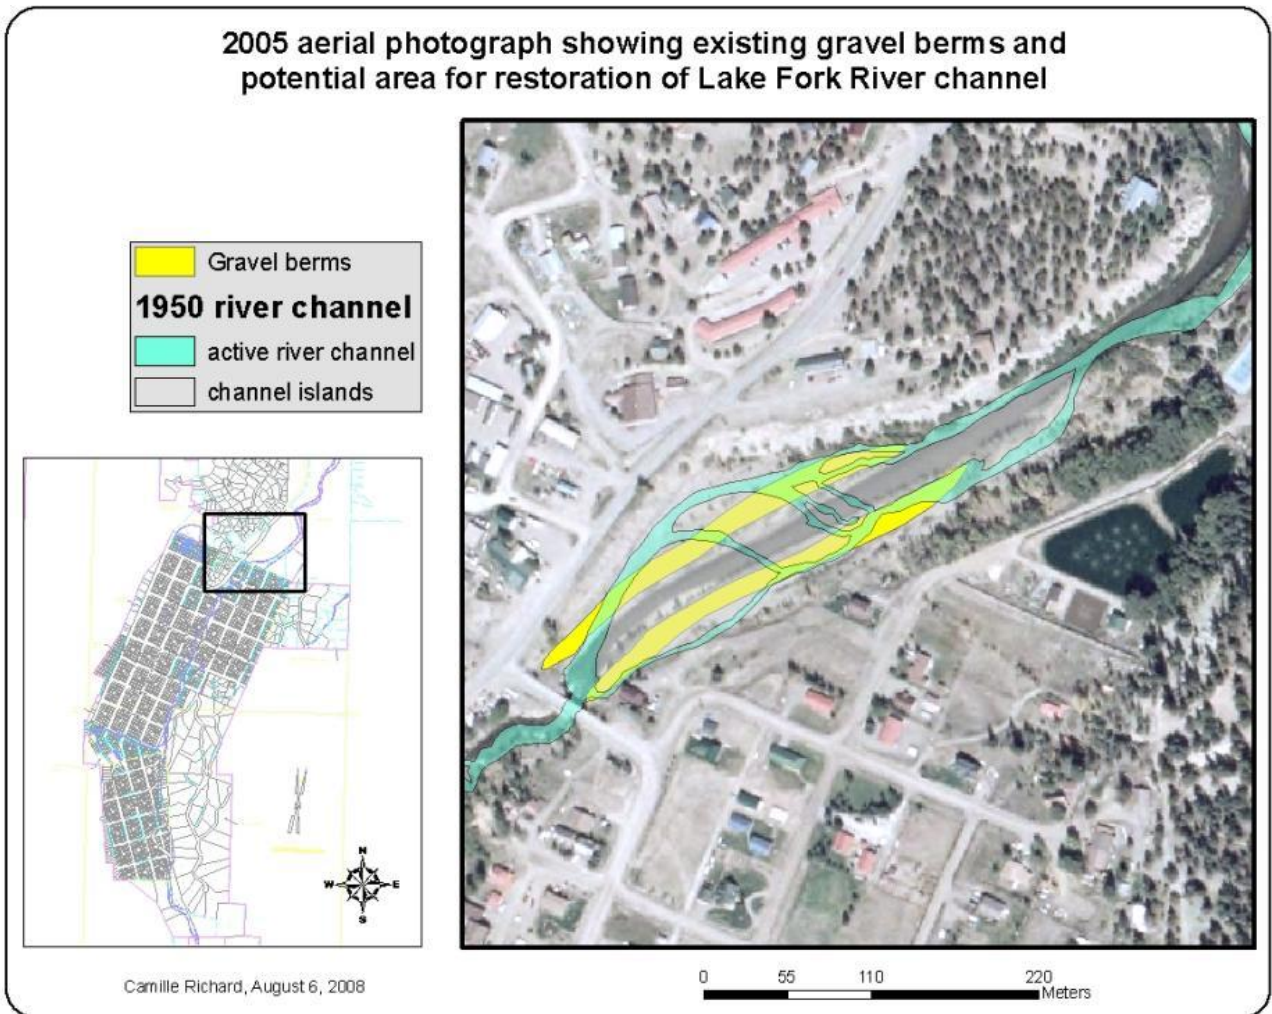 2005 aerial photograph showing existing gravel berms and
potential area for restoration of Lake Fork River channel
Gravel berms
1950 river channel
active river channel
channel islands
N
W E
S
Camille Richard, August 6, 2008
0 55 110 220
Meters